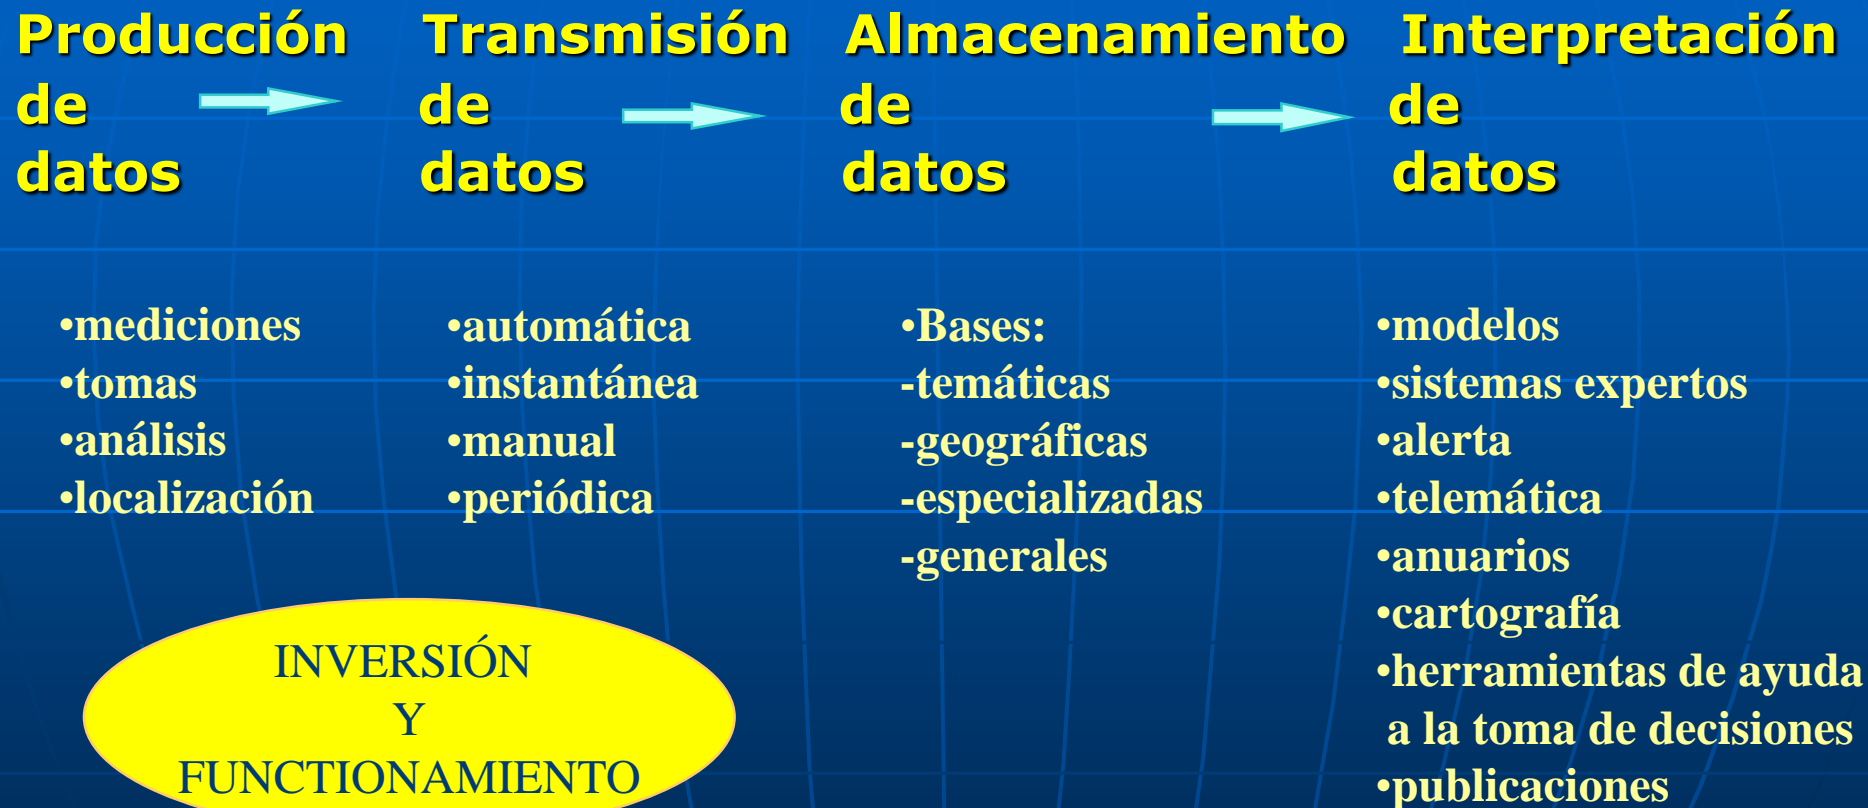 Producción
de
datos
Transmisión
de
datos
Almacenamiento
de
datos
Interpretación
de
datos
•mediciones
•tomas
•análisis
•localización
•automática
•instantánea
•manual
•periódica
•Bases:
-temáticas
-geográficas
-especializadas
-generales
•modelos
•sistemas expertos
•alerta
•telemática
•anuarios
•cartografía
•herramientas de ayuda
a la toma de decisiones
•publicaciones
INVERSIÓN
Y
FUNCTIONAMIENTO